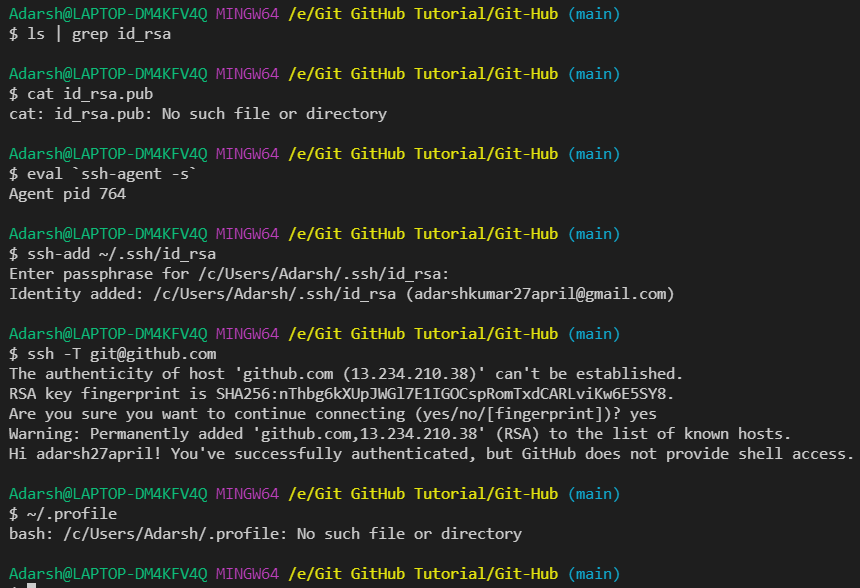 Adarsh@LAPTOP-DM4KFV4Q MINGW64 /e/Git GitHub Tutorial/Git-Hub (main)
$ ls | grep id_rsa
Adarsh@LAPTOP-DM4KFV4Q MINGW64 /e/Git GitHub Tutorial/Git-Hub (main)
$ cat id_rsa.pub
cat: id_rsa.pub: No such file or directory
Adarsh@LAPTOP-DM4KFV4Q MINGW64 /e/Git GitHub Tutorial/Git-Hub (main)
$ eval `ssh-agent -s`
Agent pid 764
Adarsh@LAPTOP-DM4KFV4Q MINGW64 /e/Git GitHub Tutorial/Git-Hub (main)
$ ssh-add ~/.ssh/id_rsa
Enter passphrase for /c/Users/Adarsh/.ssh/id_rsa:
Identity added: /c/Users/Adarsh/.ssh/id_rsa (adarshkumar27april@gmail.com)
Adarsh@LAPTOP-DM4KFV4Q MINGW64 /e/Git GitHub Tutorial/Git-Hub (main)
$ ssh -T git@github.com
The authenticity of host 'github.com (13.234.210.38)' can't be established.
RSA key fingerprint is SHA256:nThbg6kXUpJWGl7E1IGOCspRomTxdCARLviKw6E5SY8.
Are you sure you want to continue connecting (yes/no/[fingerprint])? yes
Warning: Permanently added 'github.com,13.234.210.38' (RSA) to the list of known hosts.
Hi adarsh27april! You've successfully authenticated, but GitHub does not provide shell access.
Adarsh@LAPTOP-DM4KFV4Q MINGW64 /e/Git GitHub Tutorial/Git-Hub (main)
$ ~/.profile
bash: /c/Users/Adarsh/.profile: No such file or directory
Adarsh@LAPTOP-DM4KFV4Q MINGW64 /e/Git GitHub Tutorial/Git-Hub (main)